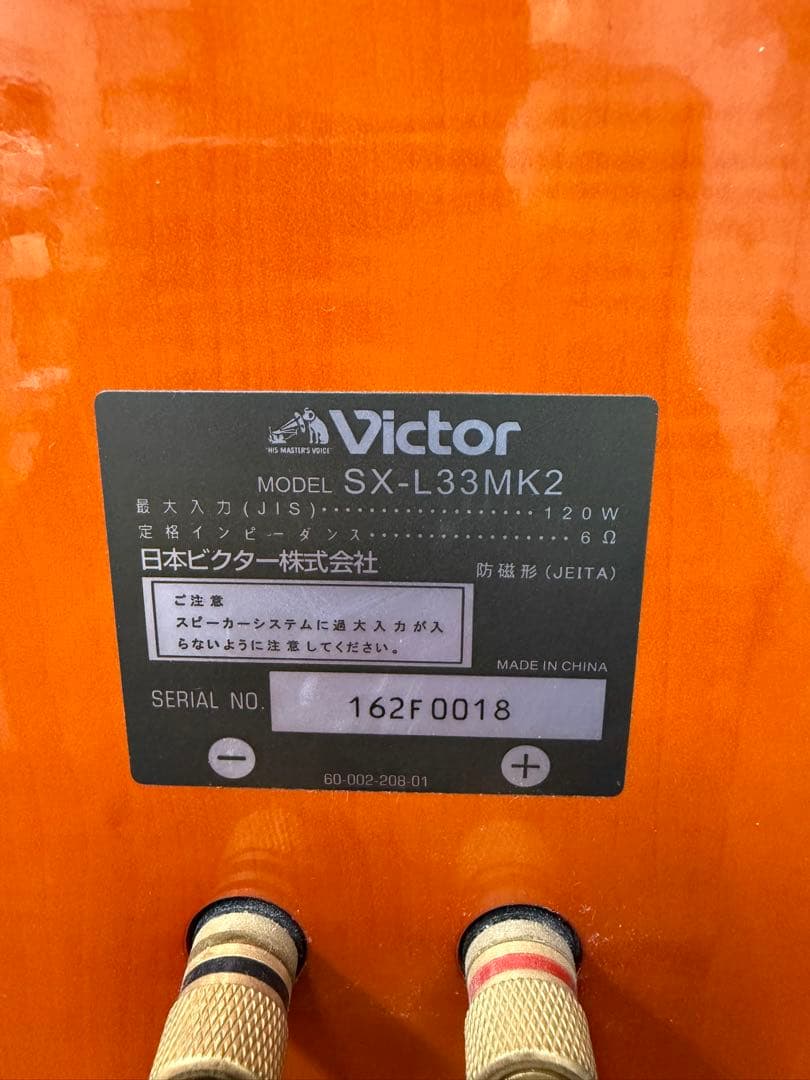 Victor
"HIS MASTER'S VOICE"
MODEL SX-L33MK2
最大入力(JIS)・・・・・・・・・・・・・・・・・・120W
定格インピーダンス・・・・・・・・・・・・・・・・・6Ω
日本ビクター株式会社
防磁形(JEITA)
ご注意
スピーカーシステムに過大入力が入
らないように注意してください。
MADE IN CHINA
SERIAL NO. 162F0018
− +
60-002-208-01